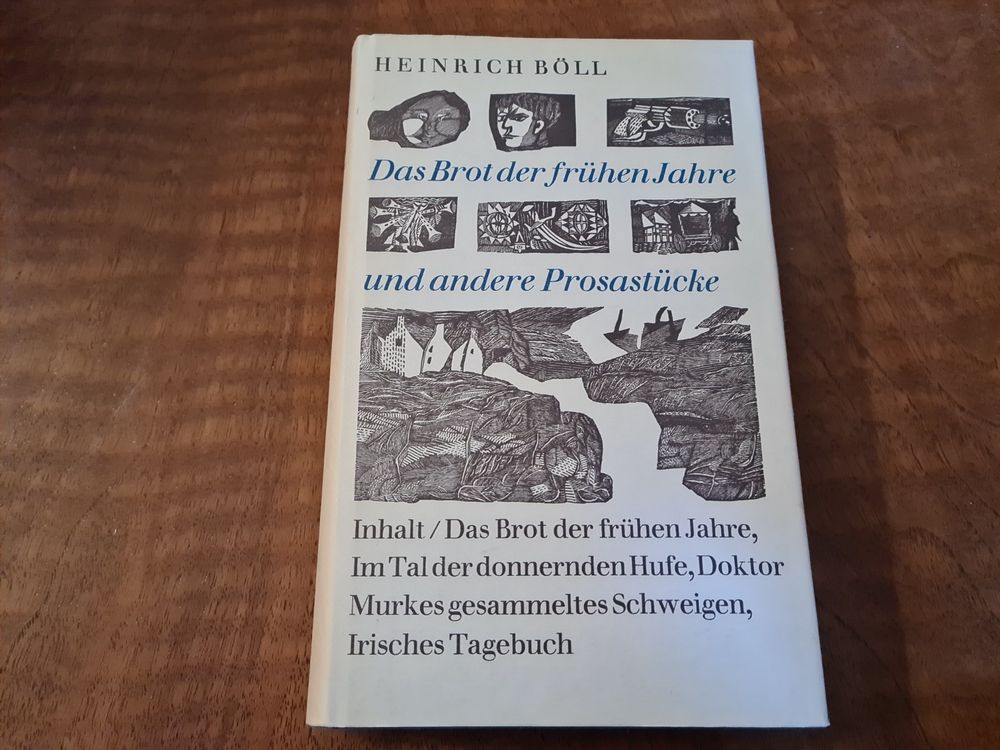 HEINRICH BÖLL
Das Brot der frühen Jahre
und andere Prosastücke
Inhalt / Das Brot der frühen Jahre,
Im Tal der donnernden Hufe, Doktor
Murkes gesammeltes Schweigen,
Irisches Tagebuch